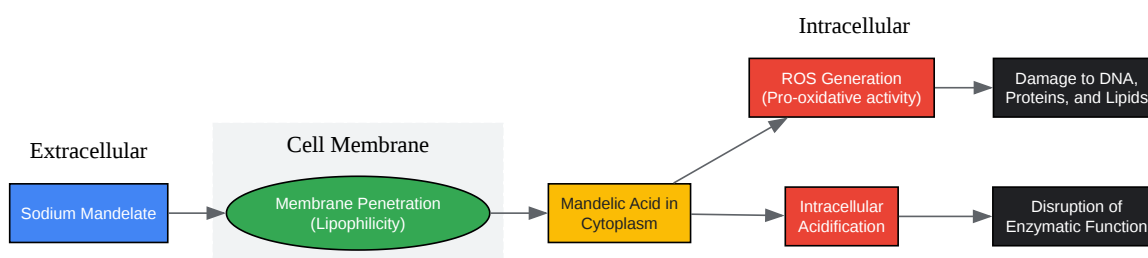 Extracellular
Sodium Mandelate
Cell Membrane
Membrane Penetration
(Lipophilicity)
Mandelic Acid in
Cytoplasm
Intracellular
ROS Generation
(Pro-oxidative activity)
Damage to DNA,
Proteins, and Lipids
Intracellular
Acidification
Disruption of
Enzymatic Function